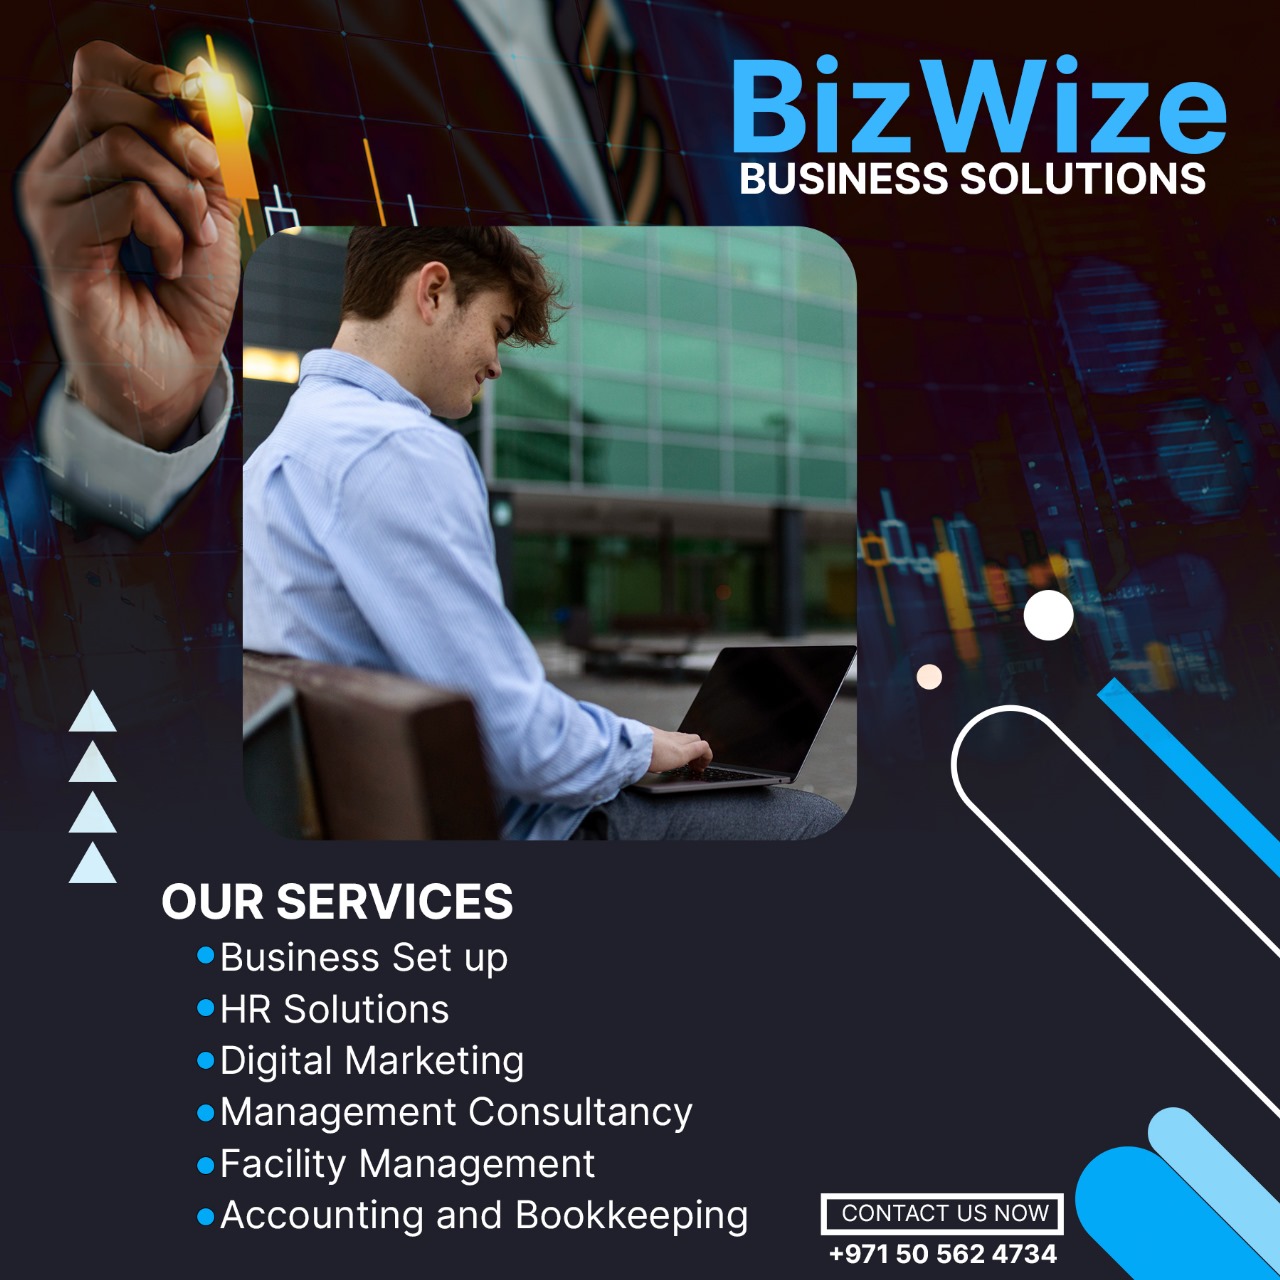 BizWize
BUSINESS SOLUTIONS
OUR SERVICES
Business Set up
HR Solutions
Digital Marketing
Management Consultancy
Facility Management
Accounting and Bookkeeping
CONTACT US NOW
+971 50 562 4734